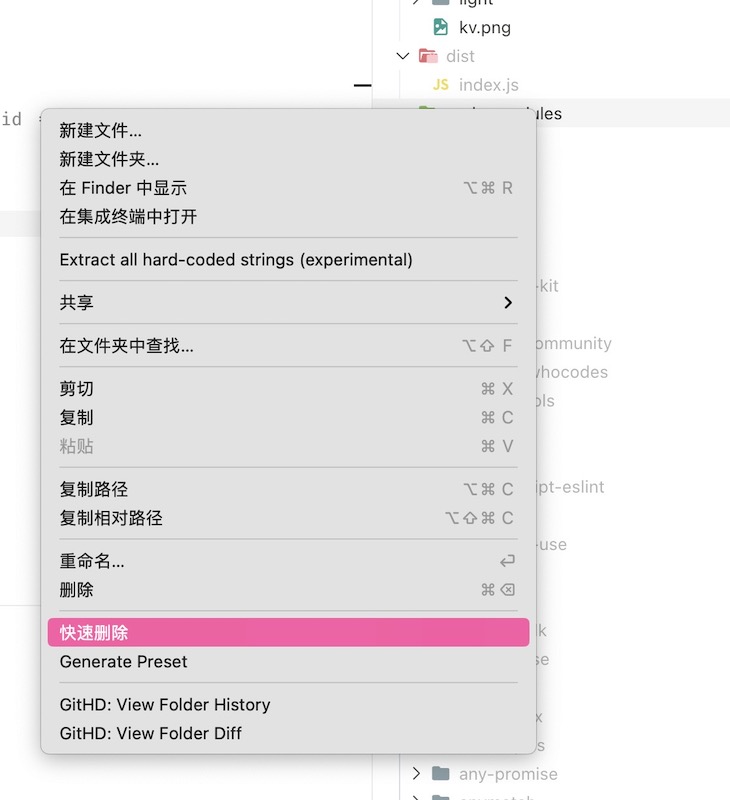 light
kv.png
dist
JS index.js
id
新建文件...
新建文件夹...
在 Finder 中显示 ⌥⌘ R
在集成终端中打开
Extract all hard-coded strings (experimental)
-kit
共享
在文件夹中查找... ⌥⇧ F
ommunity
whocodes
剪切 ⌘ X
复制 ⌘ C
粘贴 ⌘ V
复制路径 ⌥⌘ C
ipt-eslint
复制相对路径 ⌥⇧⌘ C
-use
重命名... ↩
删除 ⌘⌫
快速删除
Generate Preset
GitHD: View Folder History
GitHD: View Folder Diff
any-promise